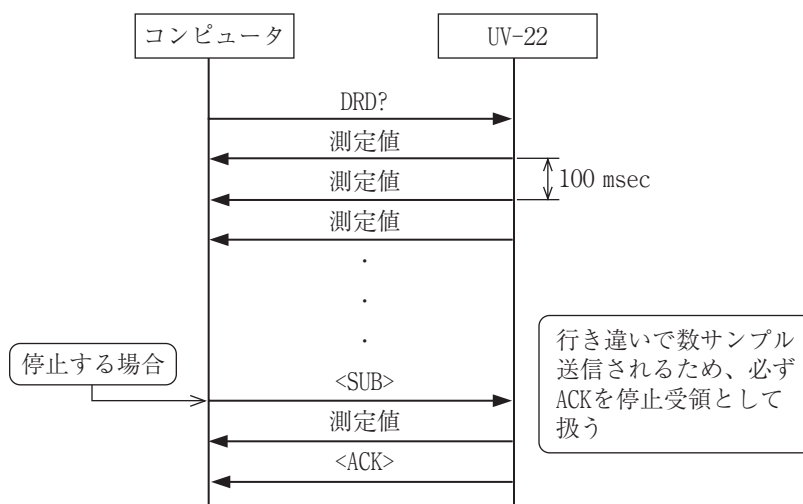 コンピュータ
UV-22
DRD?
測定値
測定値
100 msec
測定値
.
.
.
停止する場合
<SUB>
測定値
<ACK>
行き違いで数サンプル
送信されるため、必ず
ACKを停止受領として
扱う